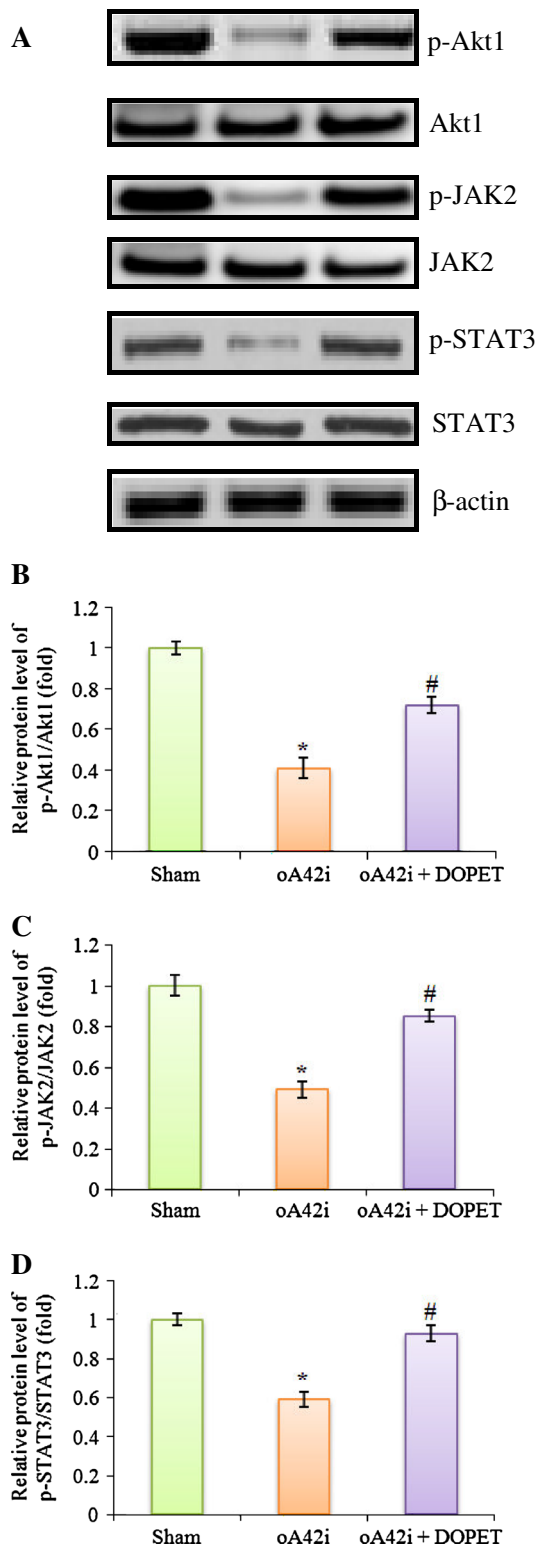 A
p-Akt1
Akt1
p-JAK2
JAK2
p-STAT3
STAT3
β-actin
B
Relative protein level of
p-Akt1/Akt1 (fold)
1.2
1
0.8
0.6
0.4
0.2
0
*
#
Sham oA42i oA42i + DOPET
C
Relative protein level of
p-JAK2/JAK2 (fold)
1.2
1
0.8
0.6
0.4
0.2
0
*
#
Sham oA42i oA42i + DOPET
D
Relative protein level of
p-STAT3/STAT3 (fold)
1.2
1
0.8
0.6
0.4
0.2
0
*
#
Sham oA42i oA42i + DOPET